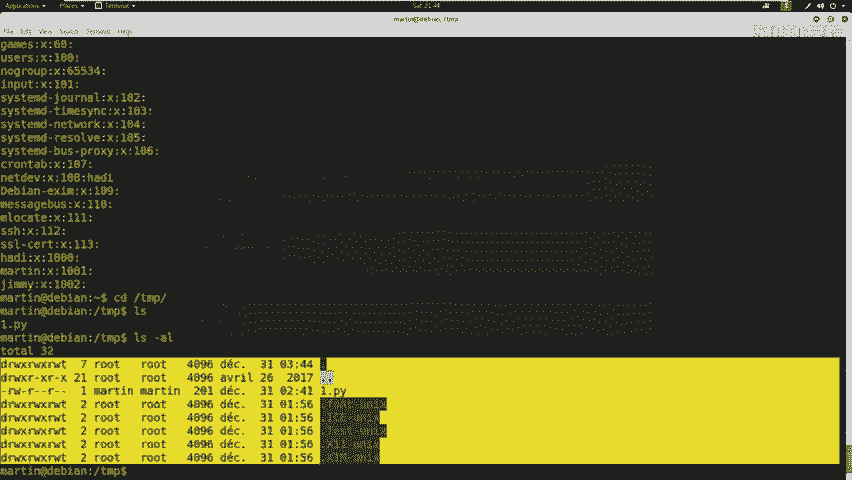 Applications Places Terminal Sat 21:44
martin@debian: /tmp
File Edit View Search Terminal Help
games:x:60:
users:x:100:
nogroup:x:65534:
input:x:101:
systemd-journal:x:102:
systemd-timesync:x:103:
systemd-network:x:104:
systemd-resolve:x:105:
systemd-bus-proxy:x:106:
crontab:x:107:
netdev:x:108:hadi
Debian-exim:x:109:
messagebus:x:110:
mlocate:x:111:
ssh:x:112:
ssl-cert:x:113:
hadi:x:1000:
martin:x:1001:
jimmy:x:1002:
martin@debian:~$ cd /tmp/
martin@debian:/tmp$ ls
1.py
martin@debian:/tmp$ ls -al
total 32
drwxrwxrwt 7 root root 4096 déc. 31 03:44 .
drwxr-xr-x 21 root root 4096 avril 26 2017 ..
-rw-r--r-- 1 martin martin 201 déc. 31 02:41 1.py
drwxrwxrwt 2 root root 4096 déc. 31 01:56
drwxrwxrwt 2 root root 4096 déc. 31 01:56
drwxrwxrwt 2 root root 4096 déc. 31 01:56
drwxrwxrwt 2 root root 4096 déc. 31 01:56
drwxrwxrwt 2 root root 4096 déc. 31 01:56
martin@debian:/tmp$